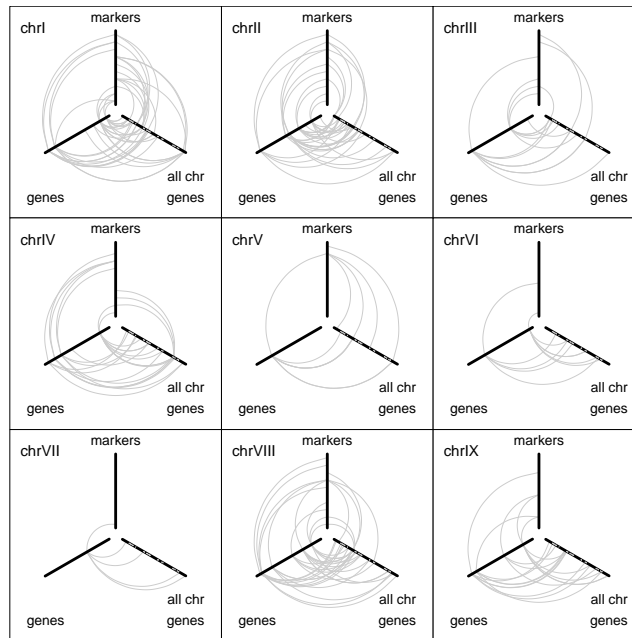 chrI
markers
genes
all chr
genes
chrII
markers
genes
all chr
genes
chrIII
markers
genes
all chr
genes
chrIV
markers
genes
all chr
genes
chrV
markers
genes
all chr
genes
chrVI
markers
genes
all chr
genes
chrVII
markers
genes
all chr
genes
chrVIII
markers
genes
all chr
genes
chrIX
markers
genes
all chr
genes